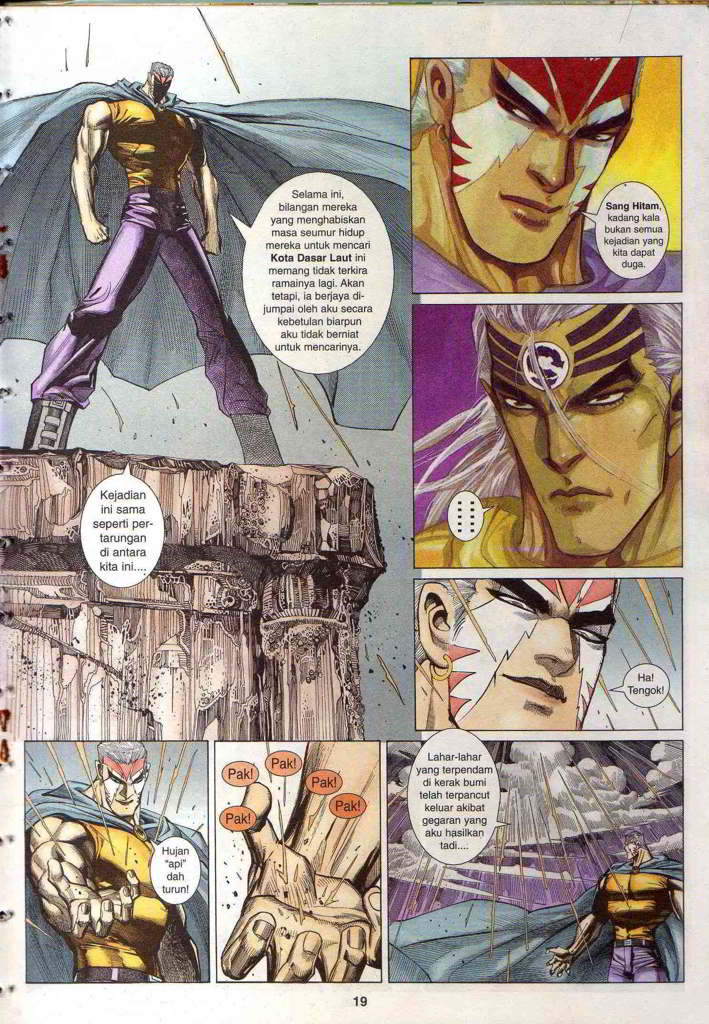 Selama ini,
bilangan mereka
yang menghabiskan
masa seumur hidup
mereka untuk mencari
Kota Dasar Laut ini
memang tidak terkira
ramainya lagi. Akan
tetapi, ia berjaya di-
jumpai oleh aku secara
kebetulan biarpun
aku tidak berniat
untuk mencarinya.
Kejadian
ini sama
seperti per-
tarungan
di antara
kita ini....
Sang Hitam,
kadang kala
bukan semua
kejadian yang
kita dapat
duga.
Ha!
Tengok!
Hujan
"api"
dah
turun!
Pak!
Pak!
Pak!
Pak!
Pak!
Lahar-lahar
yang terpendam
di kerak bumi
telah terpancut
keluar akibat
gegaran yang
aku hasilkan
tadi....
19